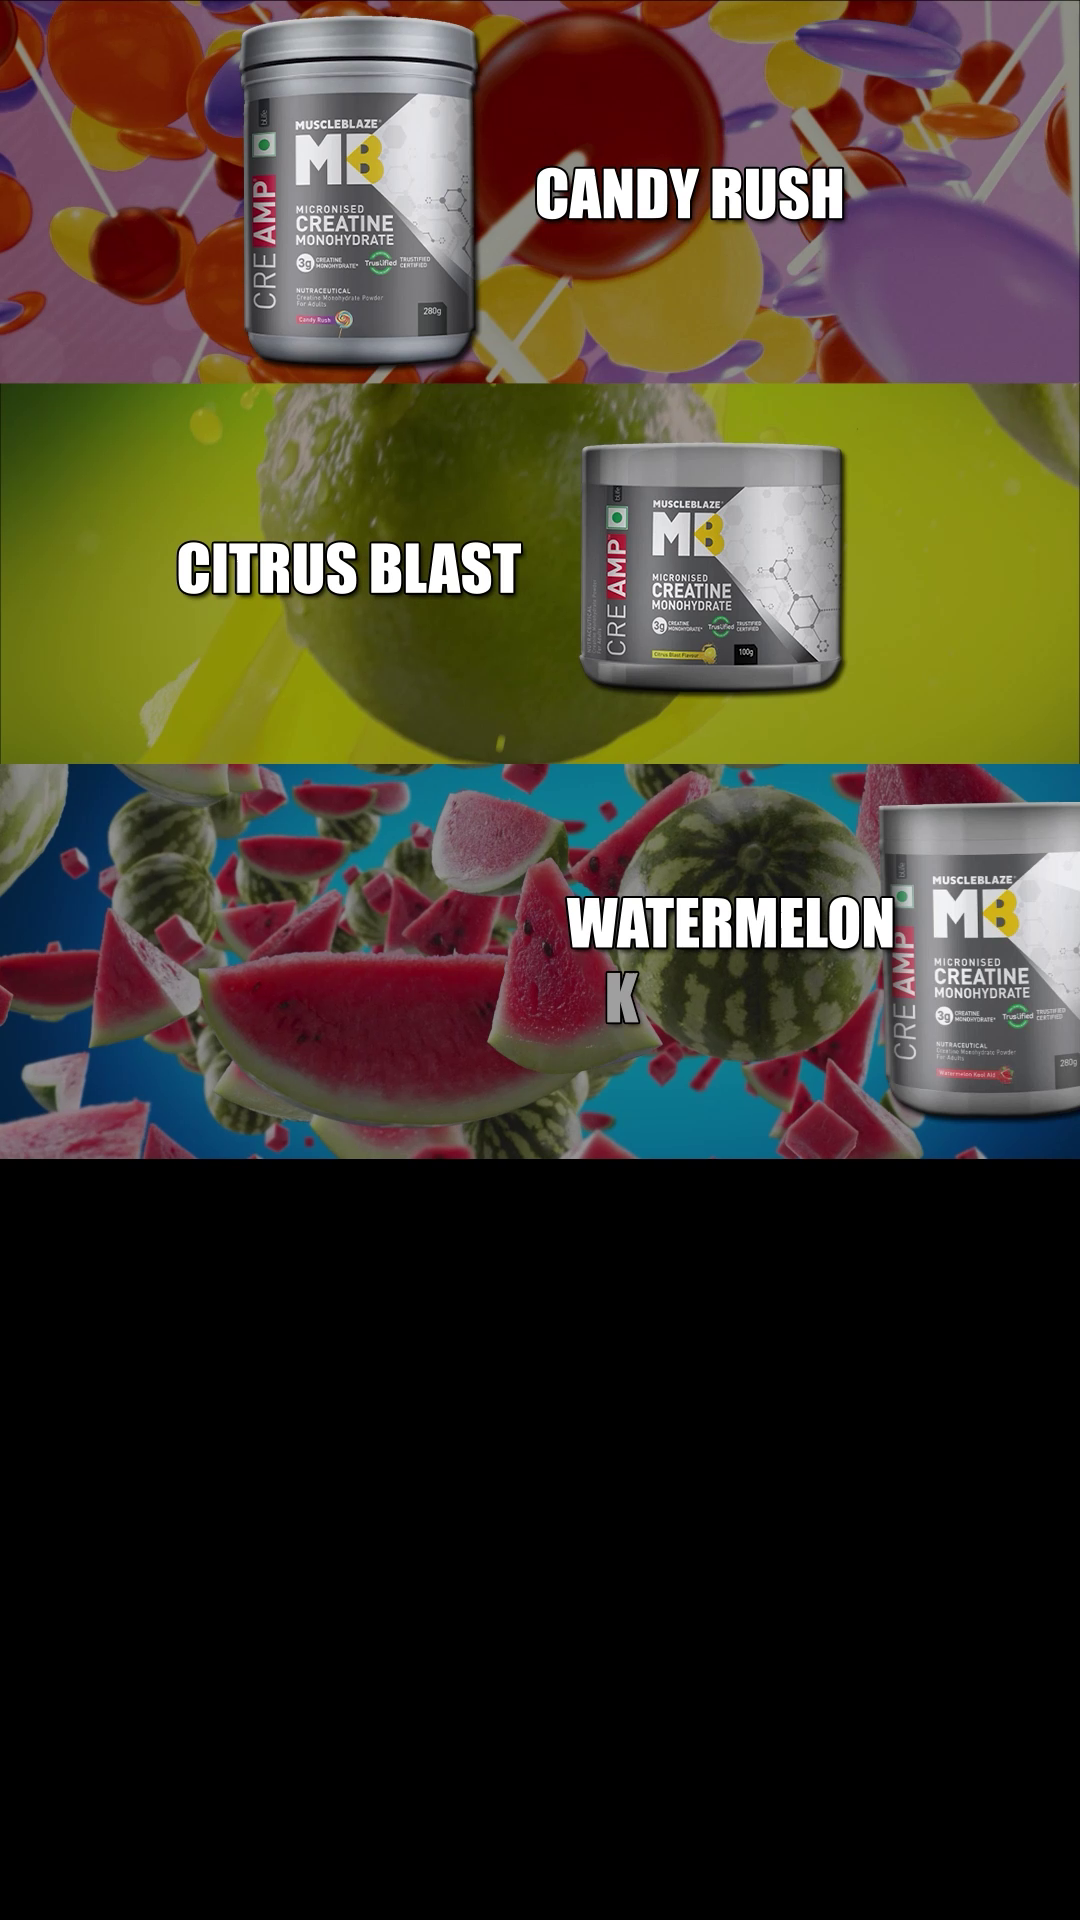 bUle
MUSCLEBLAZE
MB
CRE AMP
MICRONISED
CREATINE
MONOHYDRATE
3g CREATINE MONOHYDRATE* Trustified TRUSTIFIED CERTIFIED
NUTRACEUTICAL
Creatine Monohydrate Powder
For Adults
Candy Rush
280g
CANDY RUSH
CITRUS BLAST
MUSCLEBLAZE
MB
CRE AMP
MICRONISED
CREATINE
MONOHYDRATE
3g CREATINE MONOHYDRATE* Trustified TRUSTIFIED CERTIFIED
Citrus Blast Flavour
100g
WATERMELON
K
MUSCLEBLAZE
MB
CRE AMP
MICRONISED
CREATINE
MONOHYDRATE
3g CREATINE MONOHYDRATE* Trustified TRUSTIFIED CERTIFIED
NUTRACEUTICAL
Creatine Monohydrate Powder
For Adults
Watermelon Kool Aid
280g